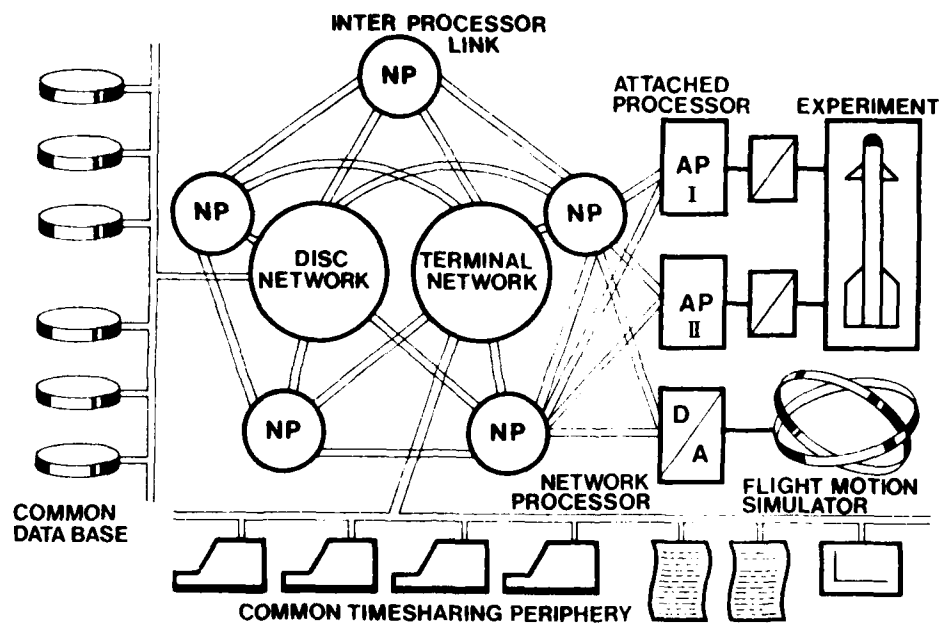 INTER PROCESSOR
LINK
NP
ATTACHED
PROCESSOR
EXPERIMENT
AP
I
NP
NP
DISC
NETWORK
TERMINAL
NETWORK
AP
II
NP
NP
D
A
NETWORK
PROCESSOR
FLIGHT MOTION
SIMULATOR
COMMON
DATA BASE
COMMON TIMESHARING PERIPHERY